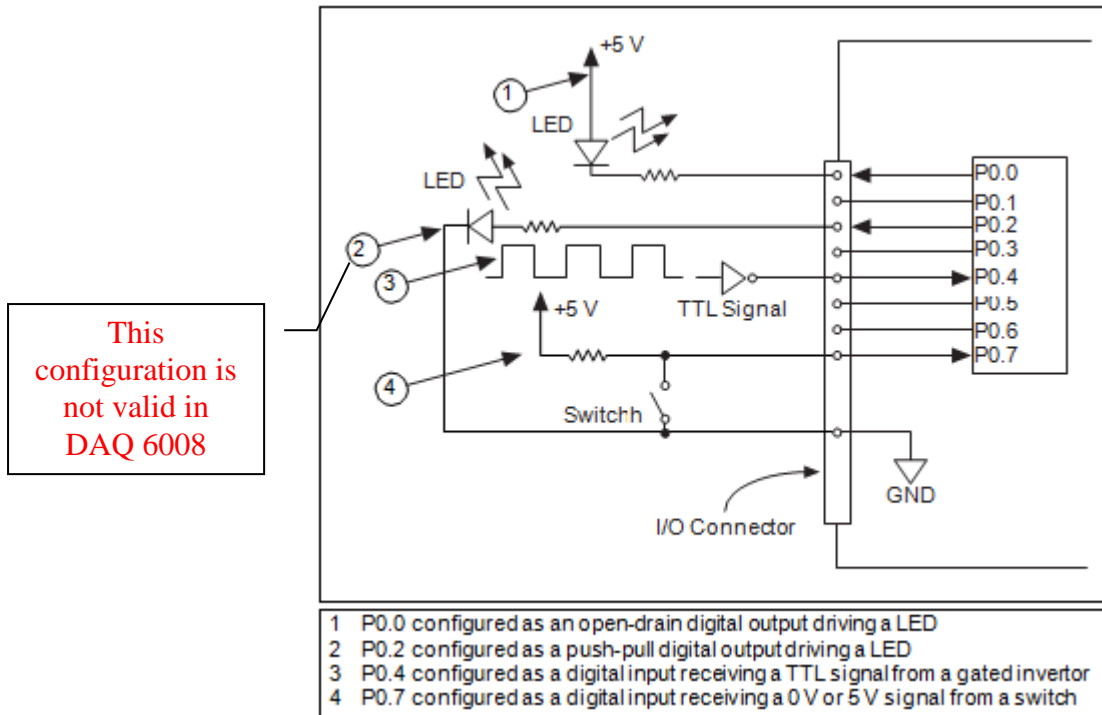 +5 V
1
LED
LED
P0.0
P0.1
P0.2
P0.3
P0.4
P0.5
P0.6
P0.7
2
3
+5 V
TTL Signal
4
Switchh
GND
I/O Connector
This
configuration is
not valid in
DAQ 6008
1 P0.0 configured as an open-drain digital output driving a LED
2 P0.2 configured as a push-pull digital output driving a LED
3 P0.4 configured as a digital input receiving a TTL signal from a gated invertor
4 P0.7 configured as a digital input receiving a 0 V or 5 V signal from a switch